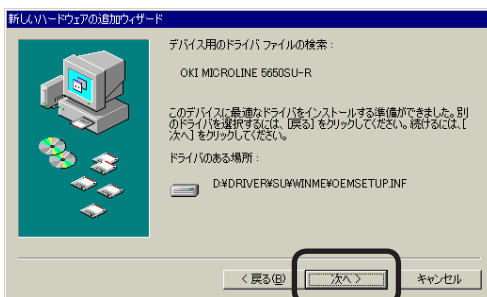 新しいハードウェアの追加ウィザード
デバイス用のドライバ ファイルの検索 :
OKI MICROLINE 5650SU-R
このデバイスに最適なドライバをインストールする準備ができました。別
のドライバを選択するには、[戻る] をクリックしてください。続けるには、[
次へ] をクリックしてください。
ドライバのある場所 :
D:¥DRIVER¥SU¥WINME¥OEMSETUP.INF
< 戻る(B)
次へ >
キャンセル